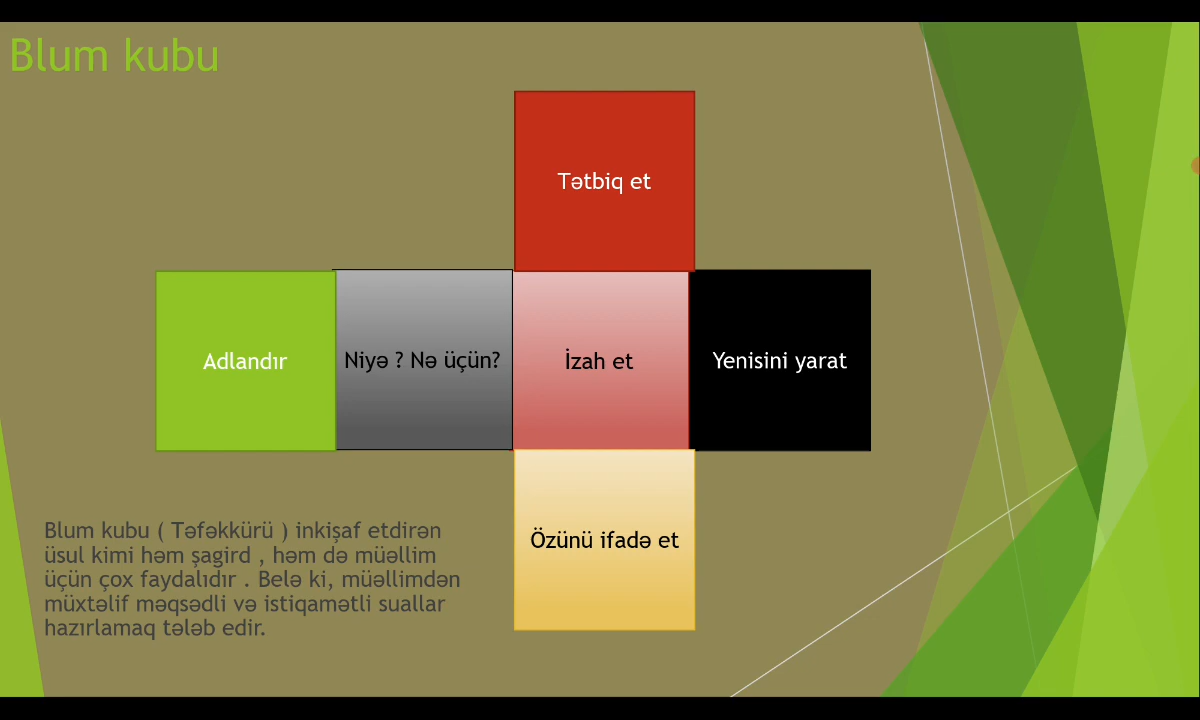 Blum kubu
Tətbiq et
Adlandır
Niyə ? Nə üçün?
İzah et
Yenisini yarat
Özünü ifadə et
Blum kubu ( Təfəkkürü ) inkişaf etdirən
üsul kimi həm şagird , həm də müəllim
üçün çox faydalıdır . Belə ki, müəllimdən
müxtəlif məqsədli və istiqamətli suallar
hazırlamaq tələb edir.